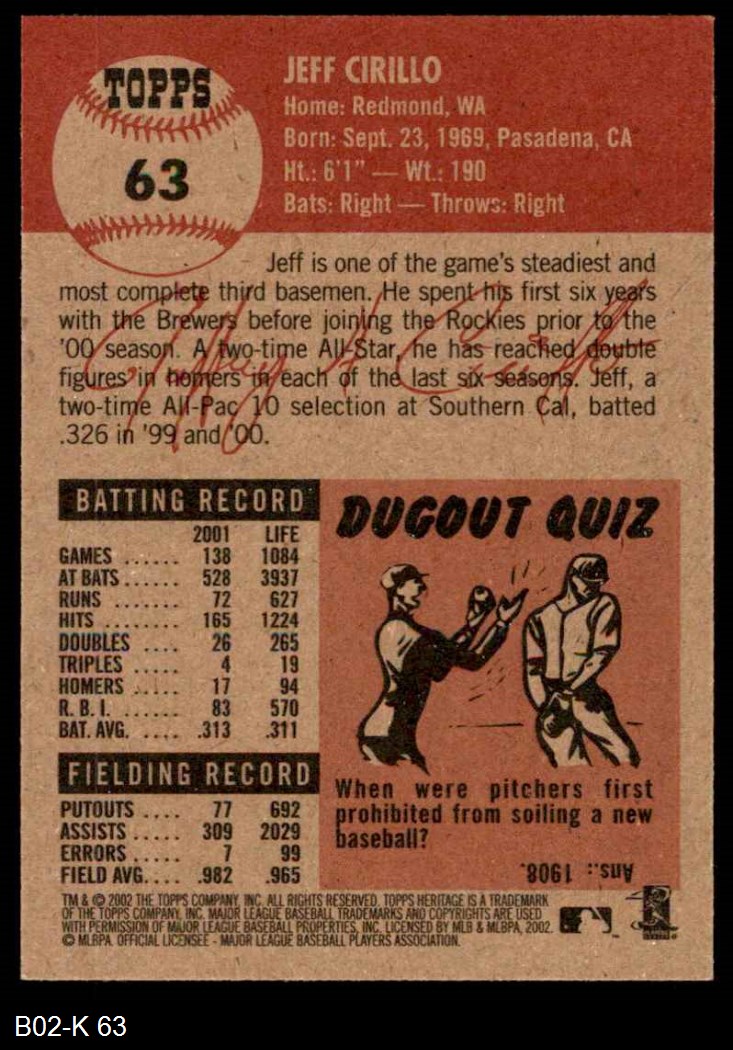 TOPPS
63
JEFF CIRILLO
Home: Redmond, WA
Born: Sept. 23, 1969, Pasadena, CA
Ht.: 6'1" — Wt.: 190
Bats: Right — Throws: Right
Jeff is one of the game's steadiest and
most complete third basemen. He spent his first six years
with the Brewers before joining the Rockies prior to the
'00 season. A two-time All-Star, he has reached double
figures in homers in each of the last six seasons. Jeff, a
two-time All-Pac 10 selection at Southern Cal, batted
.326 in '99 and '00.
BATTING RECORD
2001 LIFE
GAMES ...... 138 1084
AT BATS ..... 528 3937
RUNS ....... 72 627
HITS ...... 165 1224
DOUBLES .... 26 265
TRIPLES .... 4 19
HOMERS ..... 17 94
R. B. I. ...... 83 570
BAT. AVG. .... .313 .311
FIELDING RECORD
PUTOUTS .... 77 692
ASSISTS ..... 309 2029
ERRORS ..... 7 99
FIELD AVG.... .982 .965
DUGOUT QUIZ
When were pitchers first
prohibited from soiling a new
baseball?
Ans.: 1908.
TM & © 2002 THE TOPPS COMPANY, INC. ALL RIGHTS RESERVED. TOPPS HERITAGE IS A TRADEMARK
OF THE TOPPS COMPANY, INC. MAJOR LEAGUE BASEBALL TRADEMARKS AND COPYRIGHTS ARE USED
WITH PERMISSION OF MAJOR LEAGUE BASEBALL PROPERTIES, INC. LICENSED BY MLB & MLBPA, 2002.
© MLBPA. OFFICIAL LICENSEE - MAJOR LEAGUE BASEBALL PLAYERS ASSOCIATION.
B02-K 63